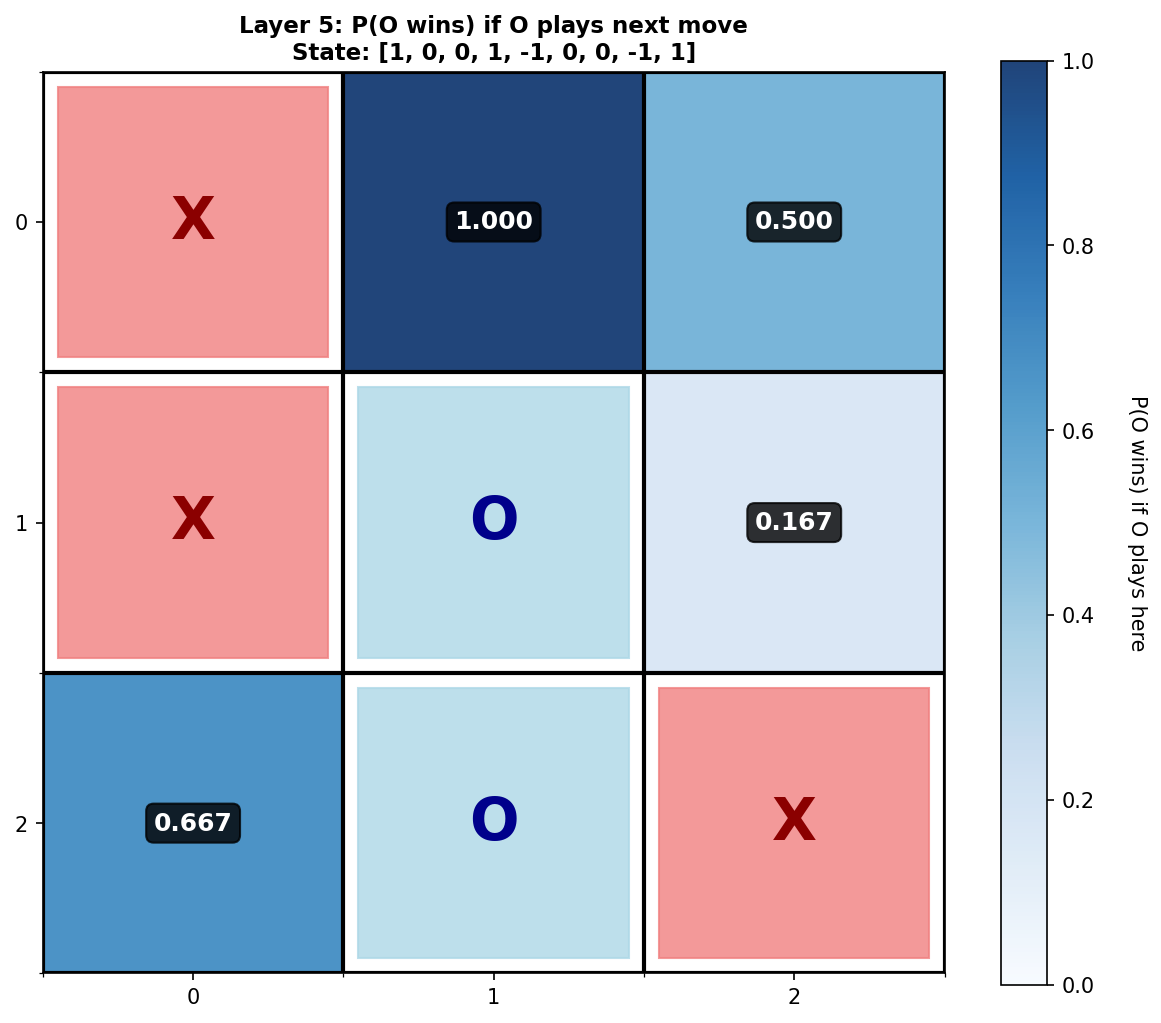 Layer 5: P(O wins) if O plays next move
State: [1, 0, 0, 1, -1, 0, 0, -1, 1]
0
X
1.000
0.500
1
X
O
0.167
2
0.667
O
X
0
1
2
1.0
0.8
0.6
0.4
0.2
0.0
P(O wins) if O plays here